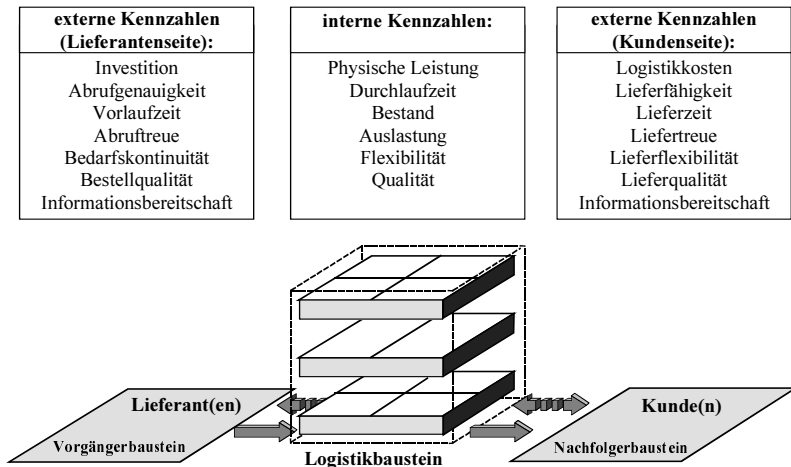 externe Kennzahlen
(Lieferantenseite):
Investition
Abrufgenauigkeit
Vorlaufzeit
Abruftreue
Bedarfskontinuität
Bestellqualität
Informationsbereitschaft
interne Kennzahlen:
Physische Leistung
Durchlaufzeit
Bestand
Auslastung
Flexibilität
Qualität
externe Kennzahlen
(Kundenseite):
Logistikkosten
Lieferfähigkeit
Lieferzeit
Liefertreue
Lieferflexibilität
Lieferqualität
Informationsbereitschaft
Lieferant(en)
Vorgängerbaustein
Logistikbaustein
Kunde(n)
Nachfolgerbaustein